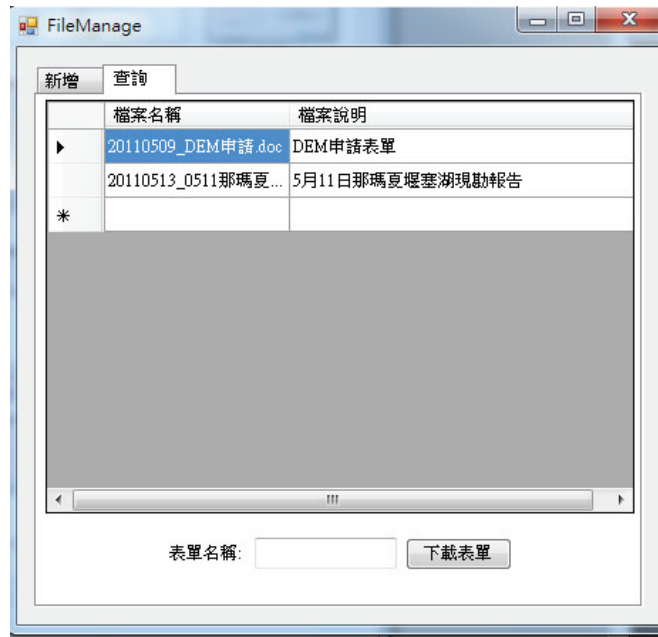 FileManage
新增 查詢
檔案名稱 檔案說明
20110509_DEM申請.doc DEM申請表單
20110513_0511那瑪夏... 5月11日那瑪夏堰塞湖現勘報告
表單名稱: 下載表單